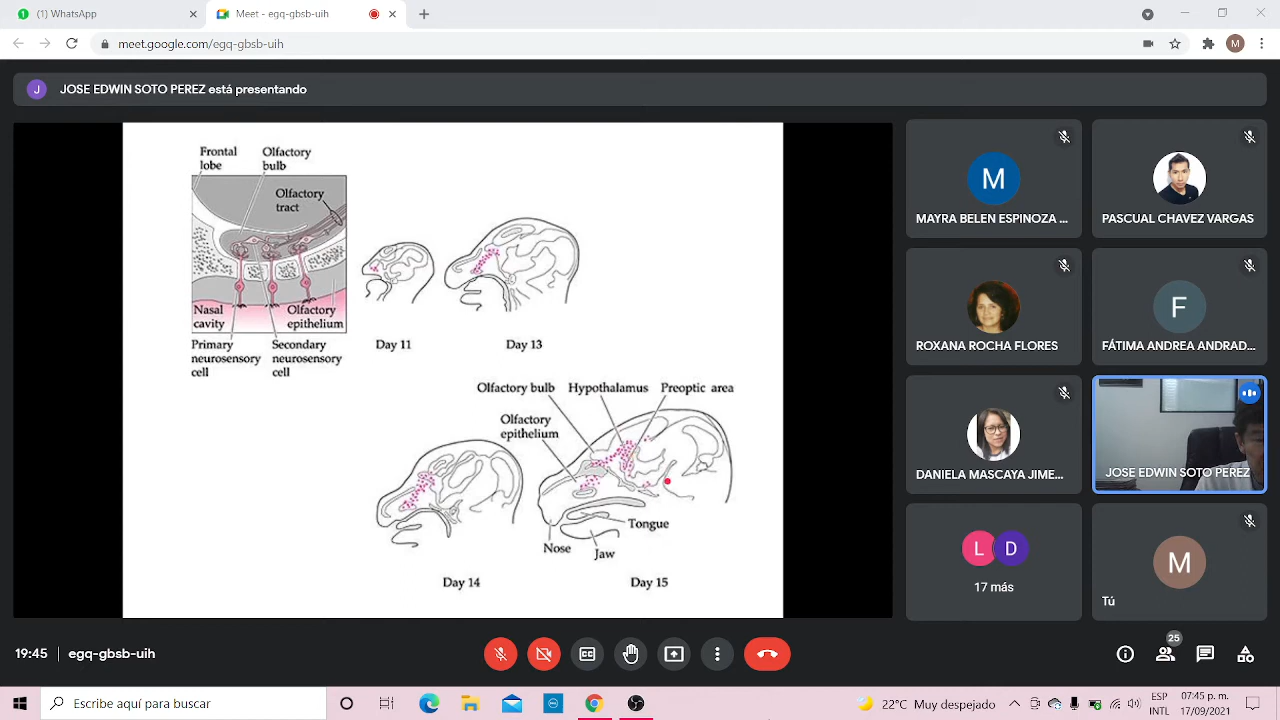 (1) WhatsApp
Meet - egq-gbsb-uih
meet.google.com/egq-gbsb-uih
M
J
JOSE EDWIN SOTO PEREZ está presentando
Frontal
lobe
Olfactory
bulb
Olfactory
tract
Nasal
cavity
Olfactory
epithelium
Primary
neurosensory
cell
Secondary
neurosensory
cell
Day 11
Day 13
Olfactory bulb
Hypothalamus
Preoptic area
Olfactory
epithelium
Tongue
Nose
Jaw
Day 14
Day 15
M
MAYRA BELEN ESPINOZA ...
PASCUAL CHAVEZ VARGAS
ROXANA ROCHA FLORES
F
FÁTIMA ANDREA ANDRAD...
DANIELA MASCAYA JIME...
JOSE EDWIN SOTO PEREZ
L D
17 más
M
Tú
19:45 | egq-gbsb-uih
25
Escribe aquí para buscar
22°C Muy despejado
ESP
INTL
07:45 p. m.
17/09/2021